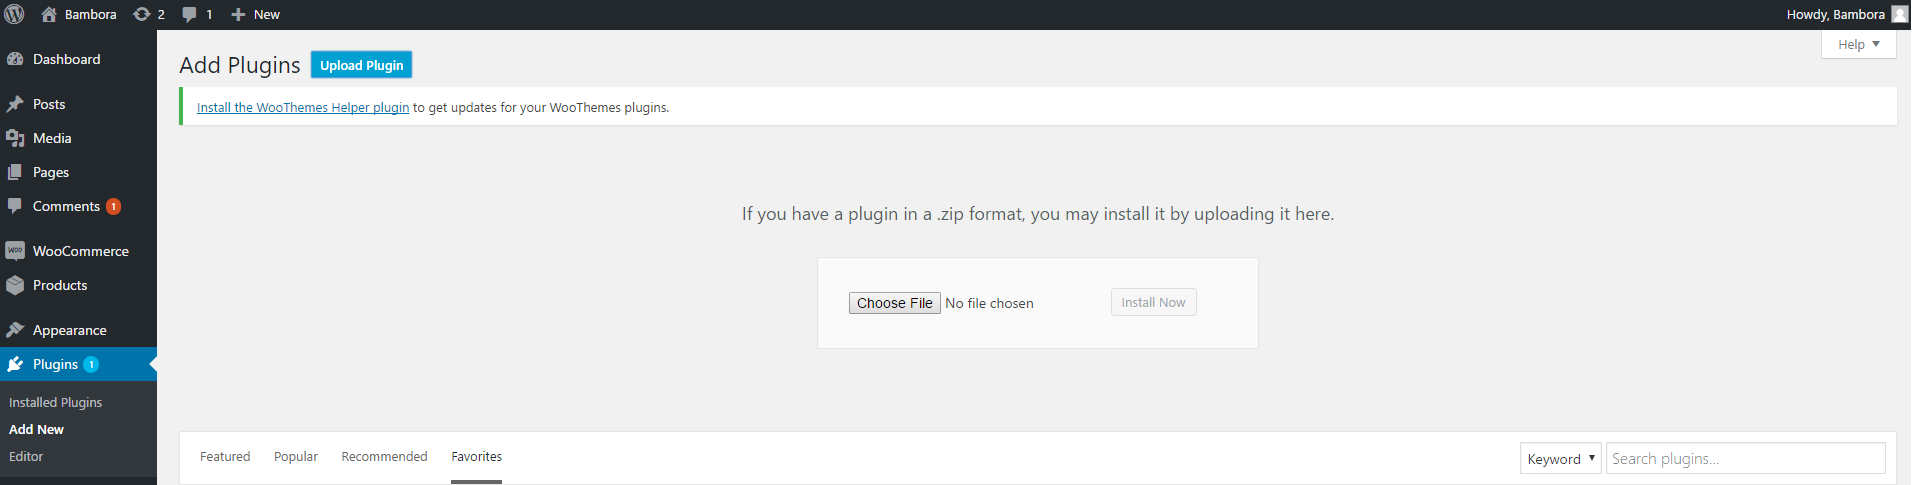 Bambora 2 1 New Howdy, Bambora
Help ▼
Dashboard
Posts
Media
Pages
Comments 1
WOO WooCommerce
Products
Appearance
Plugins 1
Installed Plugins
Add New
Editor
Add Plugins Upload Plugin
Install the WooThemes Helper plugin to get updates for your WooThemes plugins.
If you have a plugin in a .zip format, you may install it by uploading it here.
Choose File No file chosen Install Now
Featured Popular Recommended Favorites Keyword ▼ Search plugins...